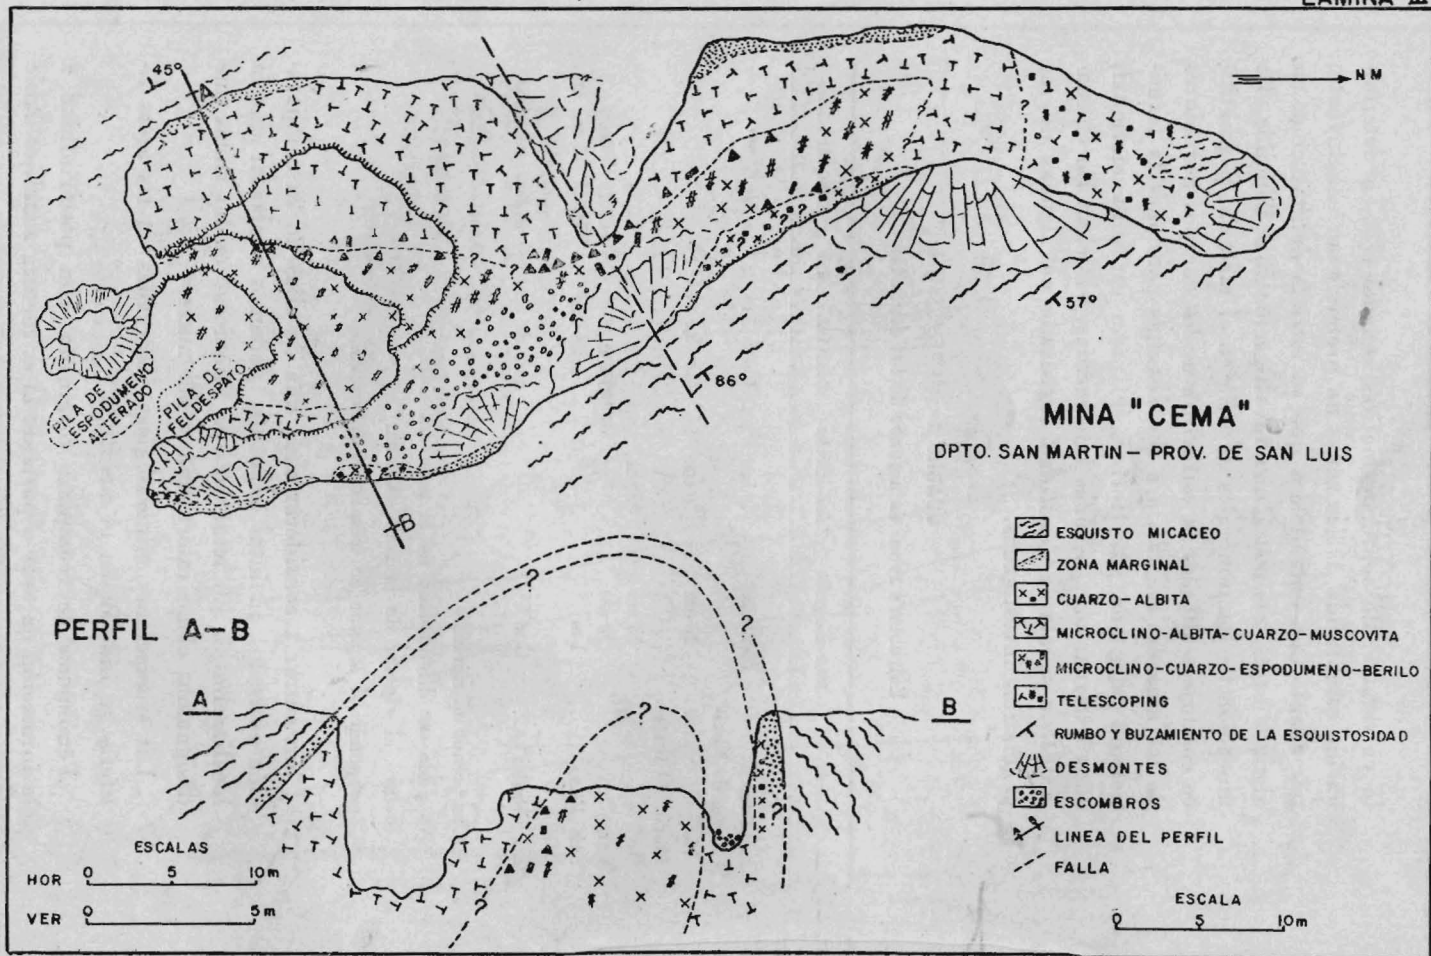 LAMINA III
45°
A
NM
57°
86°
B
PILA DE
ESPODUMENO
ALTERADO
PILA DE
FELDESPATO
? ? ? ? ? ? ?
MINA "CEMA"
DPTO. SAN MARTIN – PROV. DE SAN LUIS
ESQUISTO MICACEO
ZONA MARGINAL
CUARZO-ALBITA
MICROCLINO-ALBITA-CUARZO-MUSCOVITA
MICROCLINO-CUARZO-ESPODUMENO-BERILO
TELESCOPING
RUMBO Y BUZAMIENTO DE LA ESQUISTOSIDAD
DESMONTES
ESCOMBROS
LINEA DEL PERFIL
FALLA
ESCALA
0 5 10m
PERFIL A–B
A
B
? ? ? ? ?
ESCALAS
HOR 0 5 10m
VER 0 5m